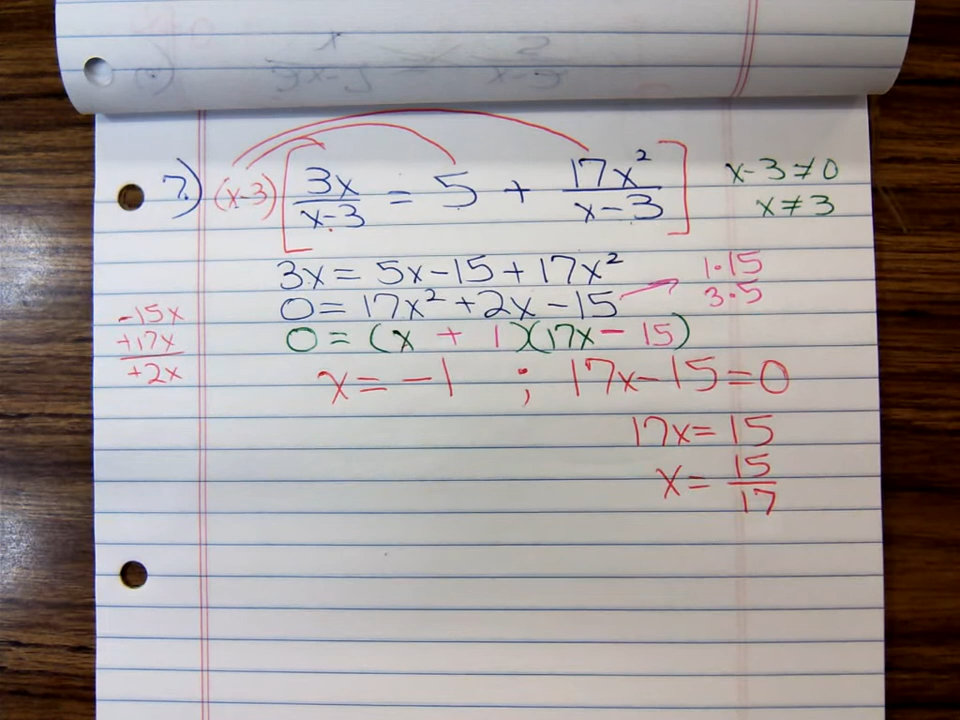 7.) (x-3) [ 3x/(x-3) = 5 + 17x²/(x-3) ] x-3≠0
x≠3
3x = 5x-15+17x² 1·15
0 = 17x²+2x-15 3·5
-15x
+17x 0 = (x + 1)(17x-15)
+2x
x = -1 ; 17x-15=0
17x=15
x= 15/17